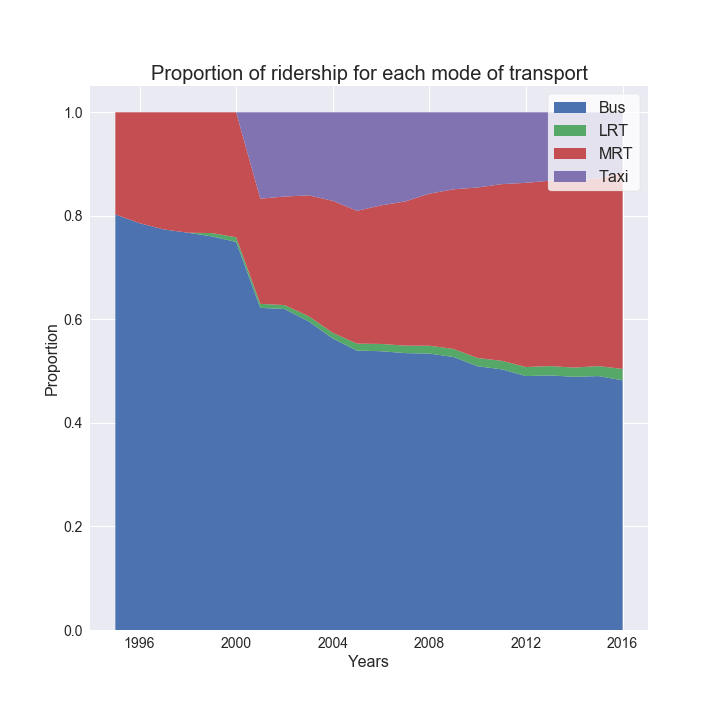 Proportion of ridership for each mode of transport
Bus
LRT
MRT
Taxi
1.0
0.8
0.6
0.4
0.2
0.0
Proportion
1996 2000 2004 2008 2012 2016
Years